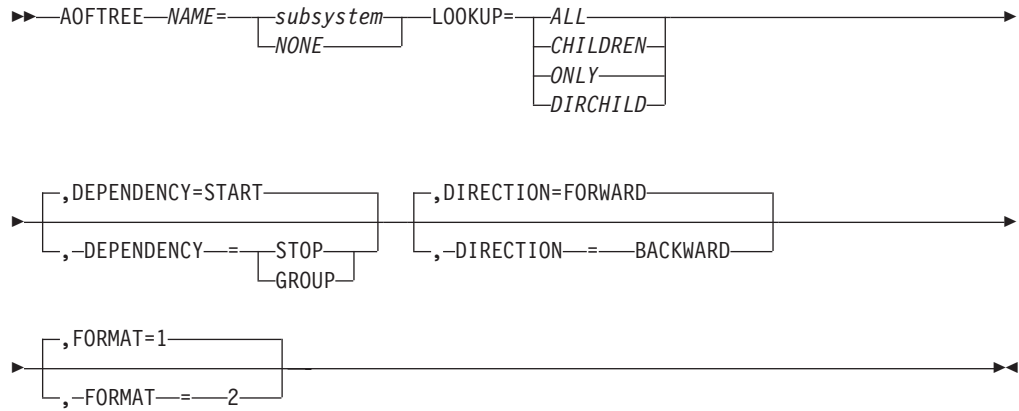 AOFTREE NAME= subsystem LOOKUP= ALL
NONE CHILDREN
ONLY
DIRCHILD
,DEPENDENCY=START ,DIRECTION=FORWARD
, DEPENDENCY = STOP , DIRECTION = BACKWARD
GROUP
,FORMAT=1
, FORMAT = 2